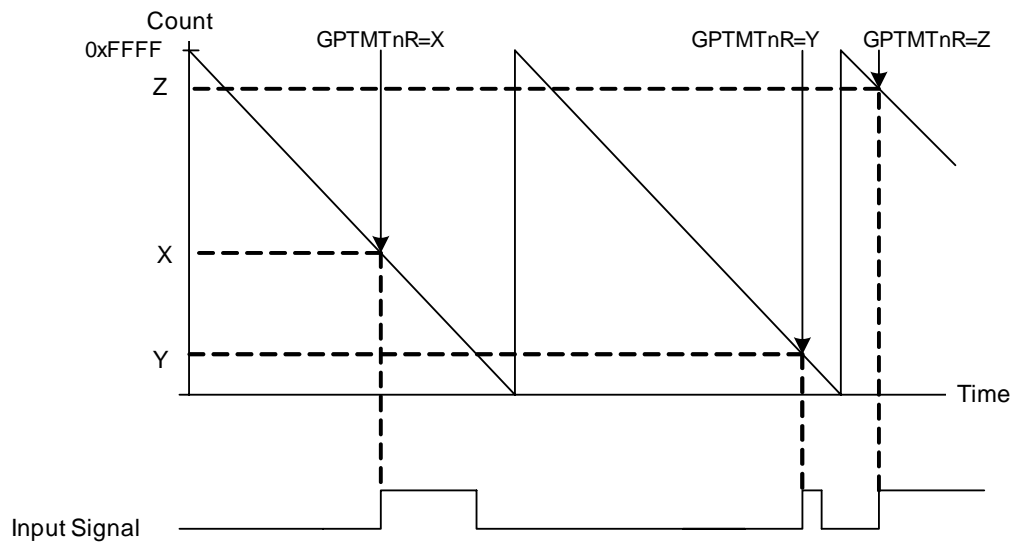 Count
0xFFFF
GPTMTnR=X
GPTMTnR=Y
GPTMTnR=Z
Z
X
Y
Time
Input Signal